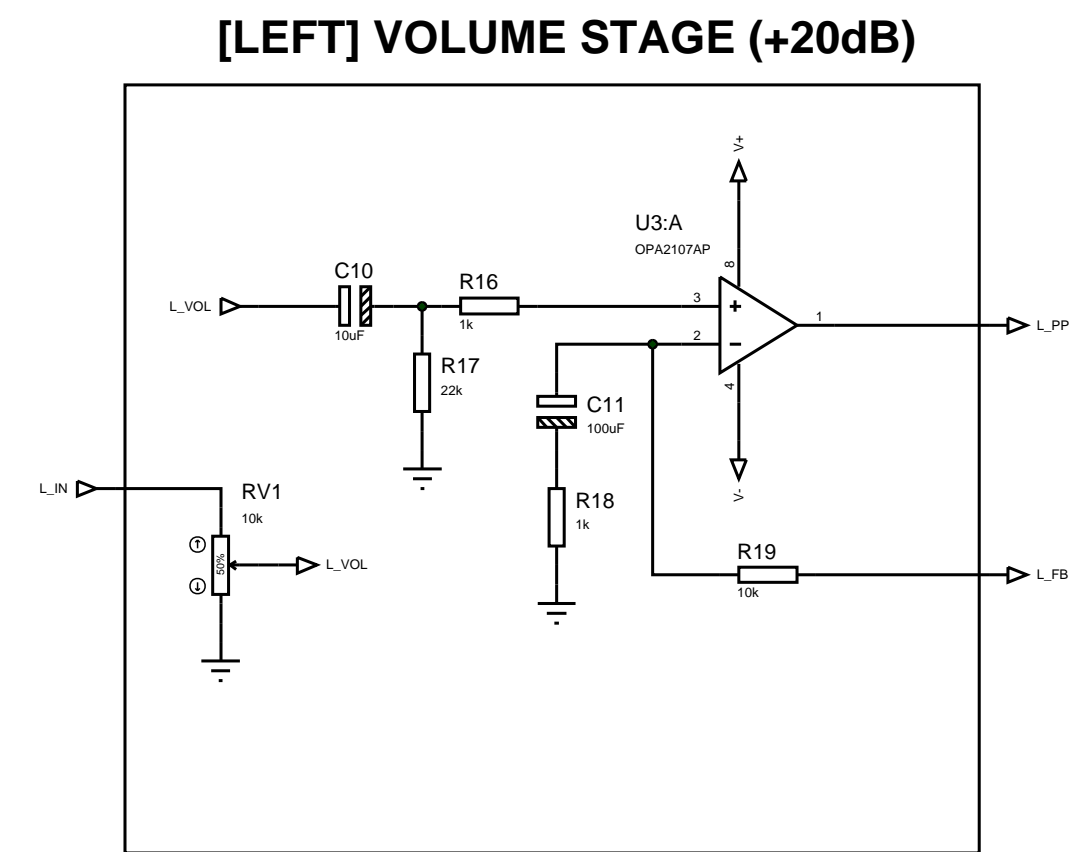 [LEFT] VOLUME STAGE (+20dB)
V+
U3:A
OPA2107AP
8
C10
R16
L_VOL
3
+
10uF
1k
1
L_PP
2
−
R17
22k
4
C11
100uF
V-
L_IN
RV1
10k
R18
1k
50%
L_VOL
R19
10k
L_FB